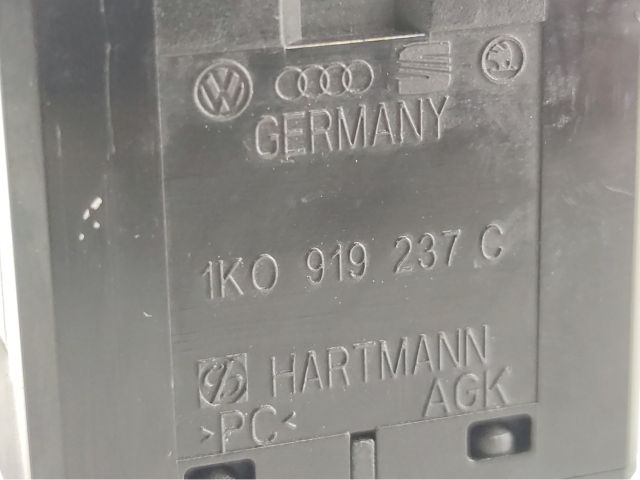 GERMANY
1K0 919 237 C
HARTMANN
>PC< AGK